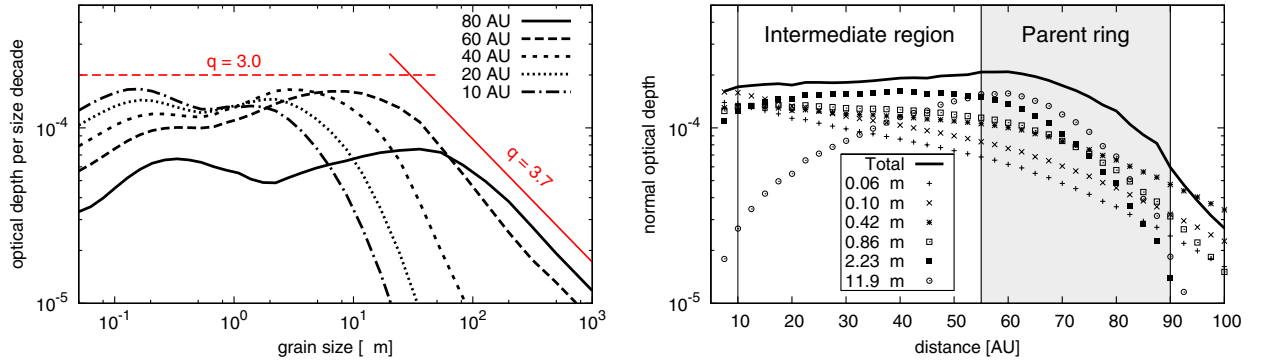 80 AU
60 AU
40 AU
20 AU
10 AU
q = 3.0
q = 3.7
optical depth per size decade
10^-4
10^-5
10^-1
10^0
10^1
10^2
10^3
grain size [ m]
Intermediate region
Parent ring
normal optical depth
10^-4
10^-5
Total
0.06 m
0.10 m
0.42 m
0.86 m
2.23 m
11.9 m
10 20 30 40 50 60 70 80 90 100
distance [AU]